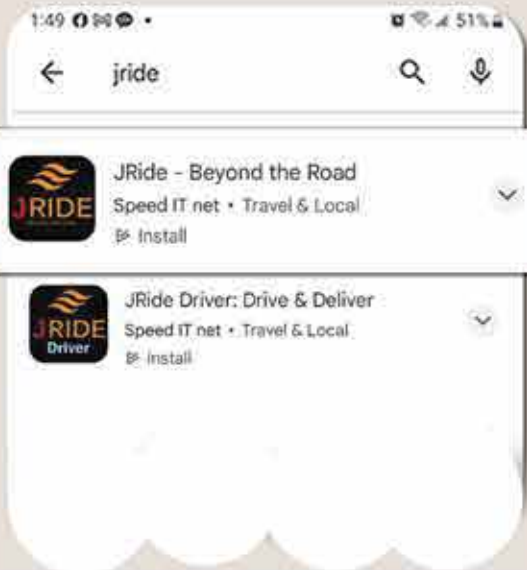 1:49
51%
jride
JRIDE
JRide - Beyond the Road
Speed IT net • Travel & Local
Install
JRIDE
Driver
JRide Driver: Drive & Deliver
Speed IT net • Travel & Local
Install